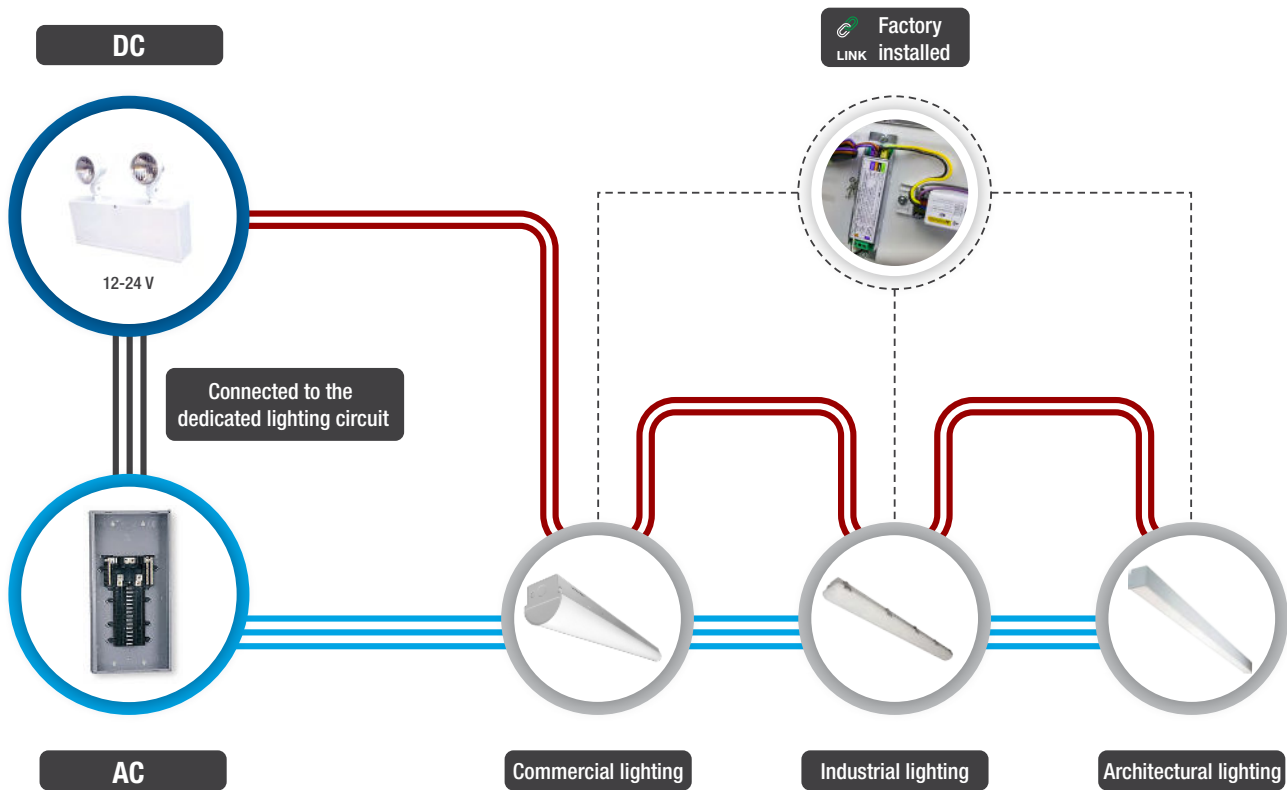 DC
Factory
LINK installed
12-24 V
Connected to the
dedicated lighting circuit
AC
Commercial lighting
Industrial lighting
Architectural lighting